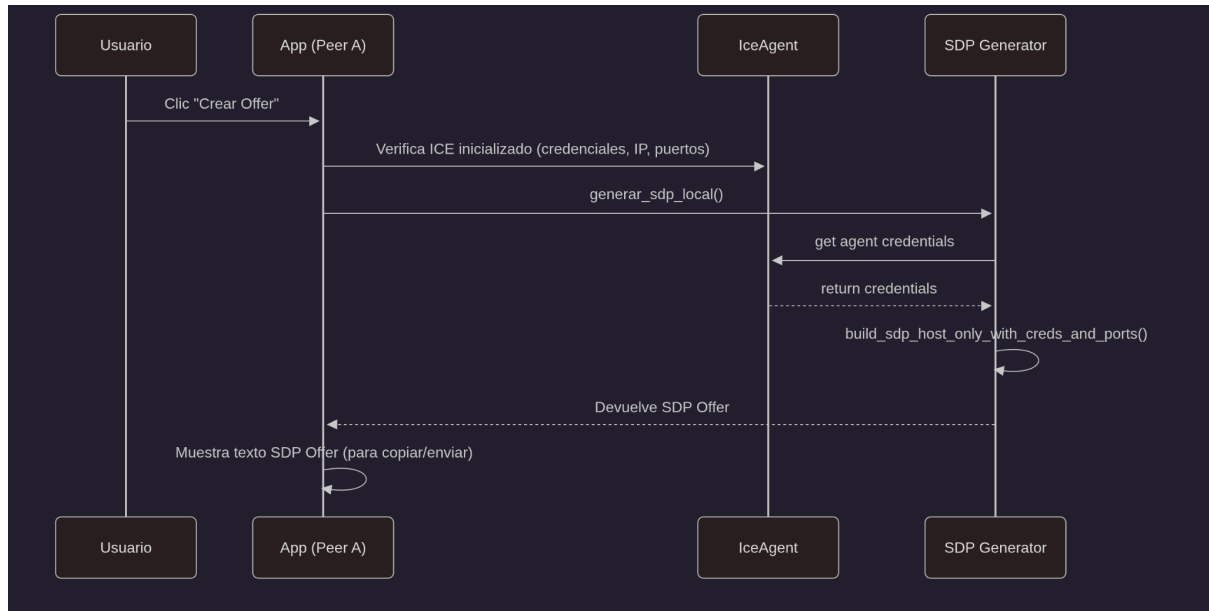 Usuario
App (Peer A)
IceAgent
SDP Generator
Clic "Crear Offer"
Verifica ICE inicializado (credenciales, IP, puertos)
generar_sdp_local()
get agent credentials
return credentials
build_sdp_host_only_with_creds_and_ports()
Devuelve SDP Offer
Muestra texto SDP Offer (para copiar/enviar)
Usuario
App (Peer A)
IceAgent
SDP Generator